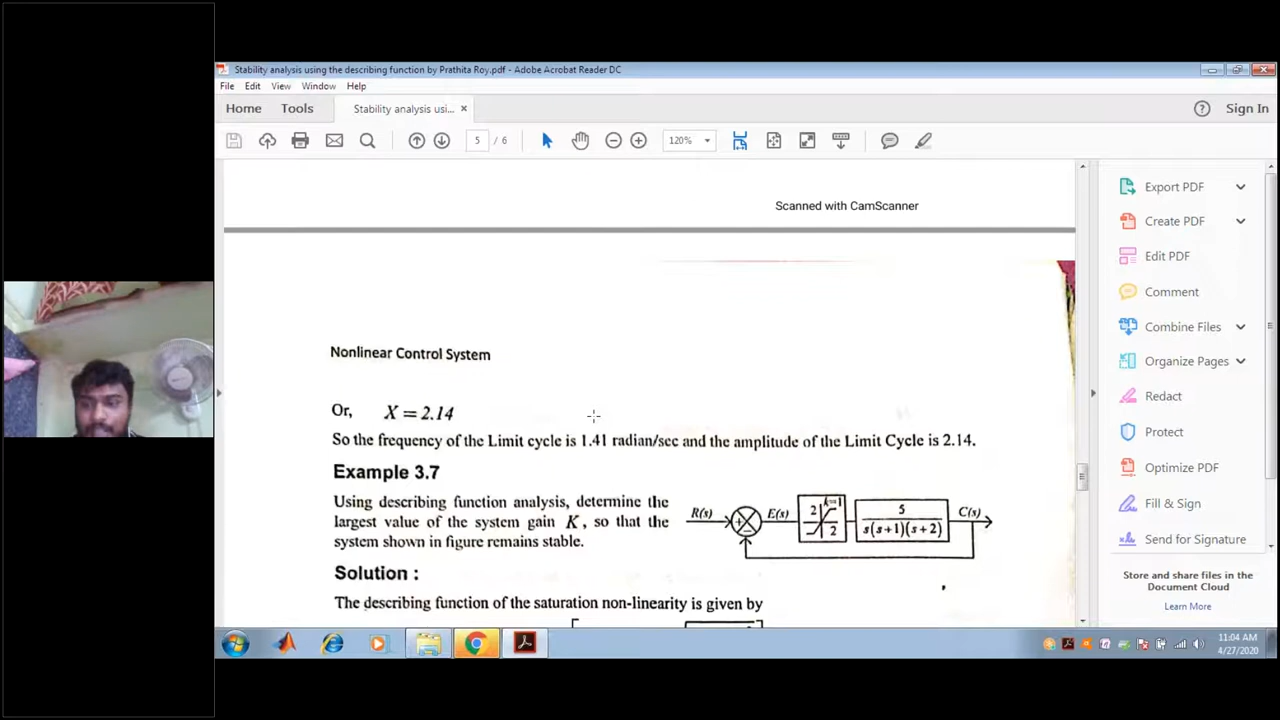 Stability analysis using the describing function by Prathita Roy.pdf - Adobe Acrobat Reader DC
File Edit View Window Help
Home Tools Stability analysis usi... × Sign In
5 / 6 120%
Scanned with CamScanner
Nonlinear Control System
Or, X = 2.14
So the frequency of the Limit cycle is 1.41 radian/sec and the amplitude of the Limit Cycle is 2.14.
Example 3.7
Using describing function analysis, determine the
largest value of the system gain K, so that the
system shown in figure remains stable.
R(s) + − E(s) 2 k=1 2 5 C(s)
s(s+1)(s+2)
Solution :
The describing function of the saturation non-linearity is given by
Export PDF
Create PDF
Edit PDF
Comment
Combine Files
Organize Pages
Redact
Protect
Optimize PDF
Fill & Sign
Send for Signature
Store and share files in the
Document Cloud
Learn More
11:04 AM
4/27/2020